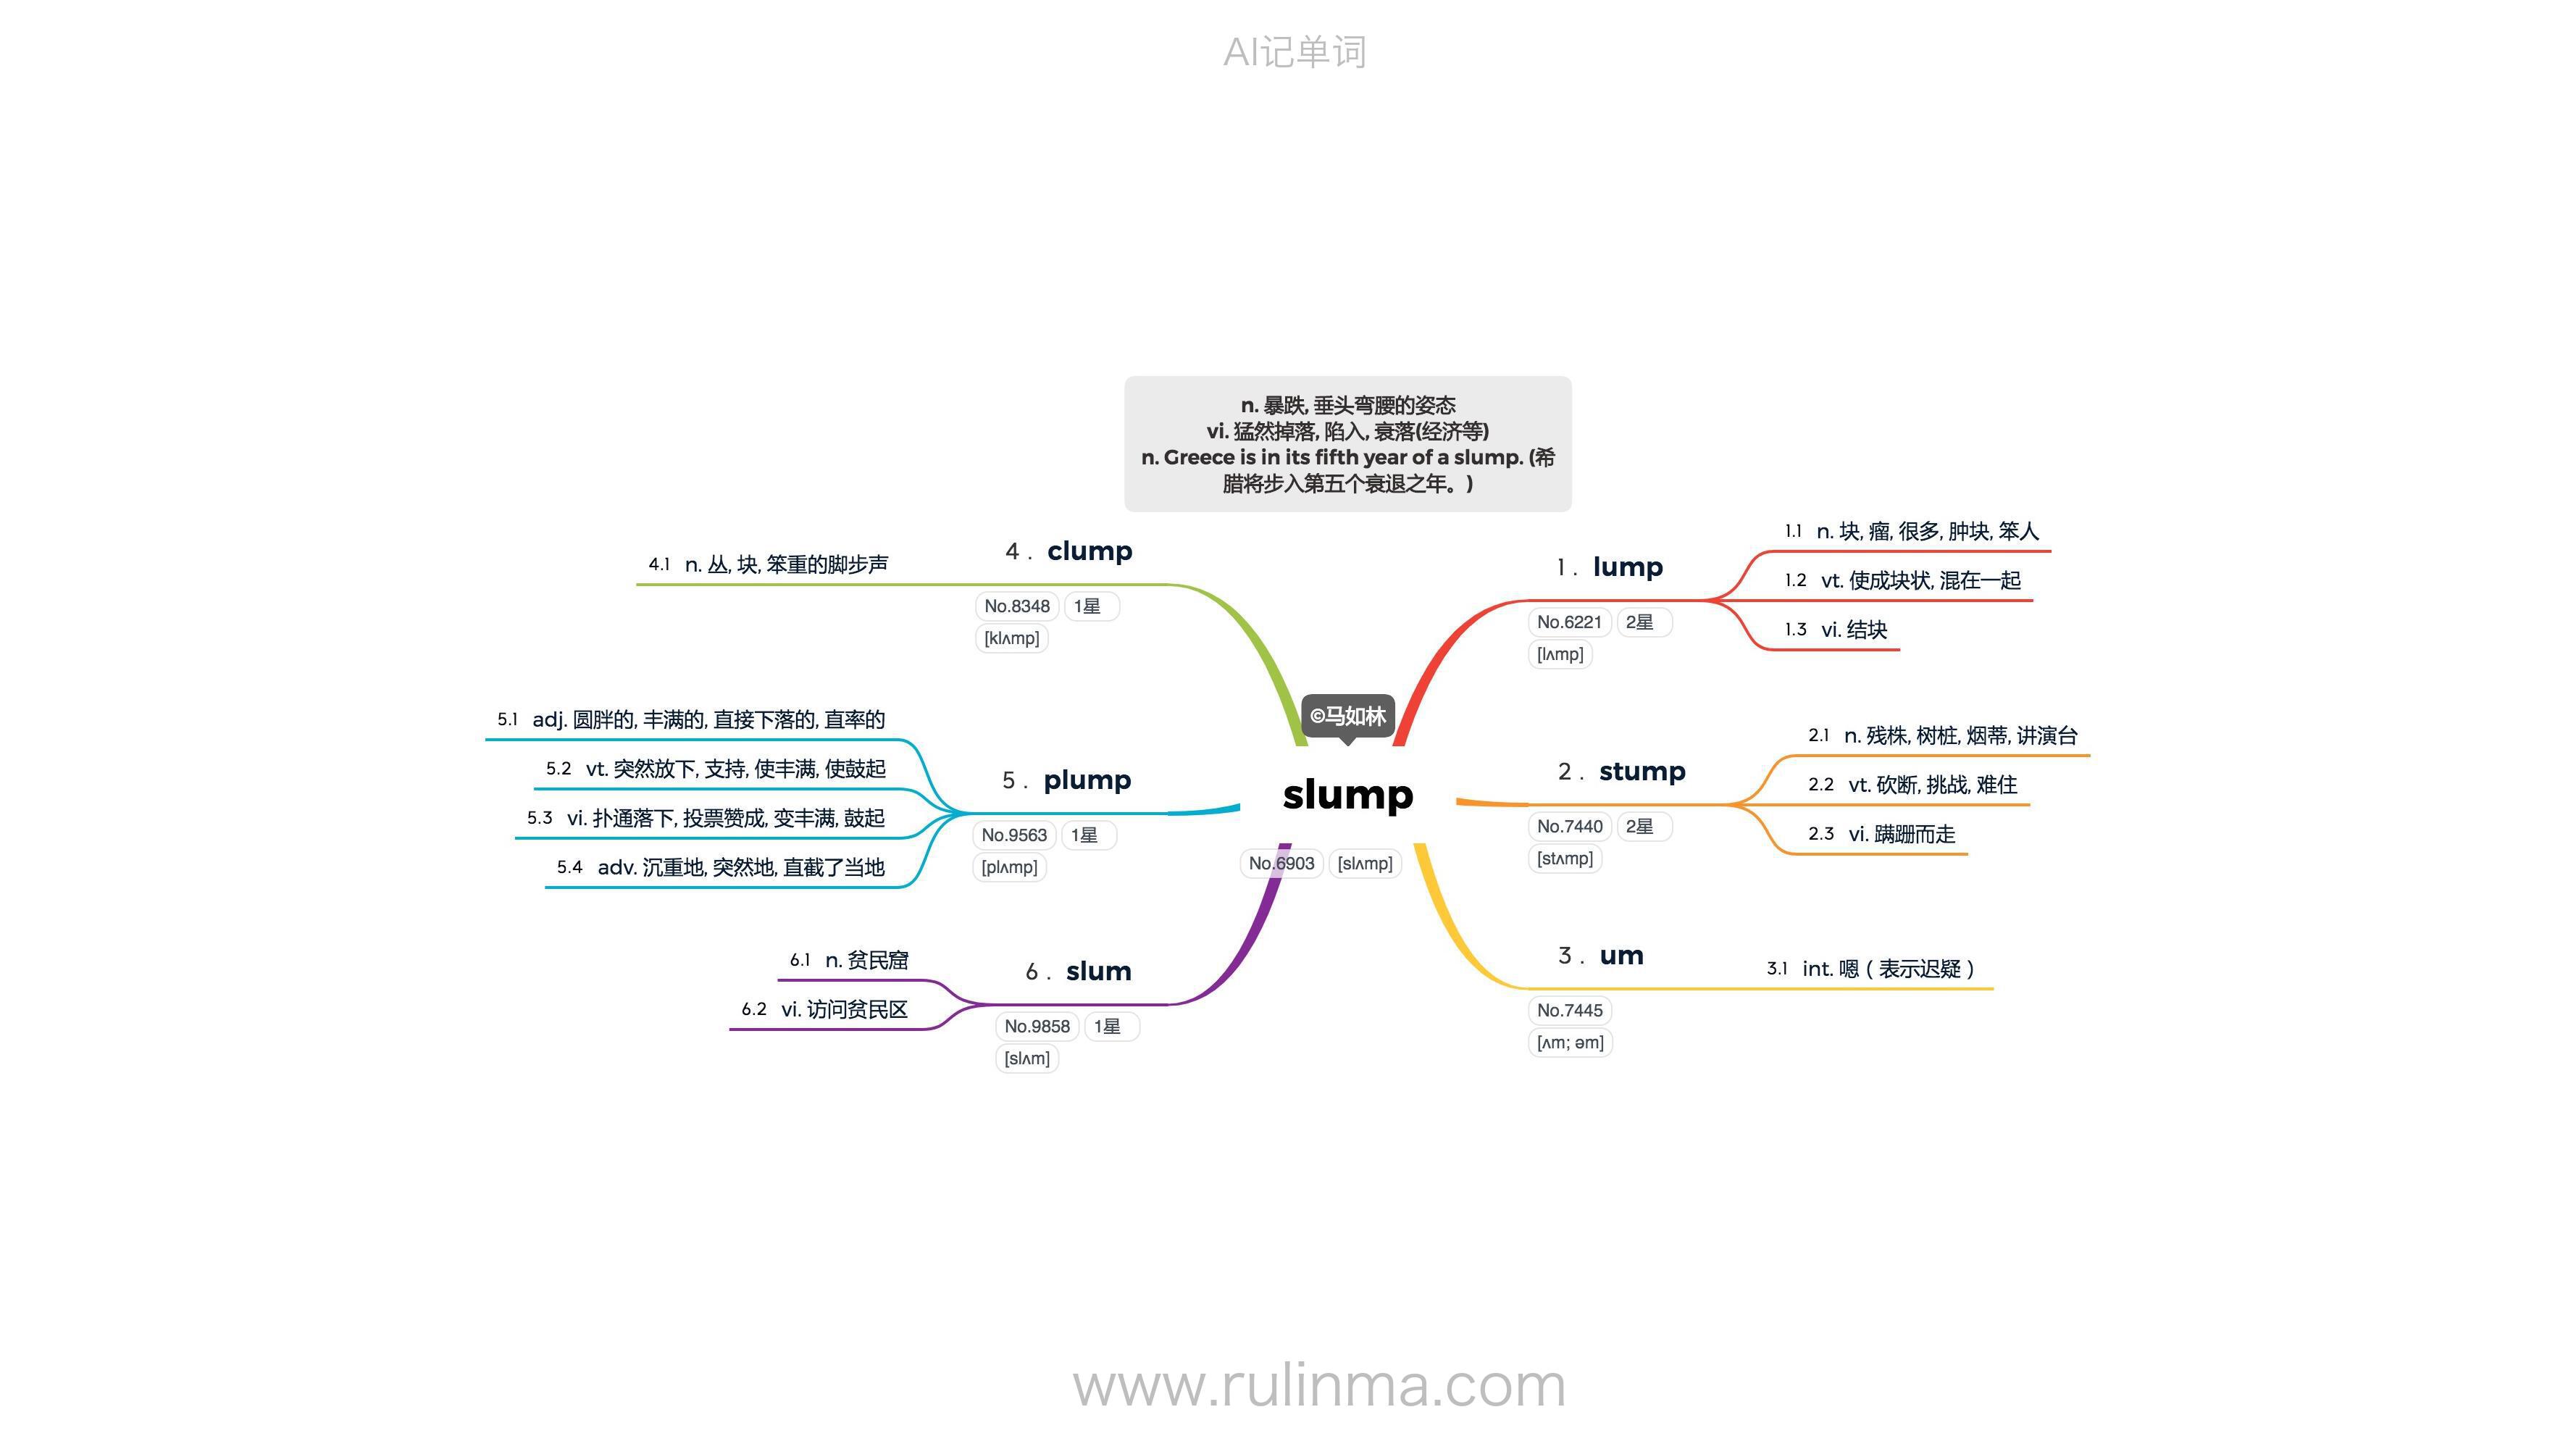 AI记单词
n. 暴跌, 垂头弯腰的姿态
vi. 猛然掉落, 陷入, 衰落(经济等)
n. Greece is in its fifth year of a slump. (希
腊将步入第五个衰退之年。)
©马如林
slump
No.6903 [slʌmp]
1 . lump
No.6221 2星
[lʌmp]
1.1 n. 块, 瘤, 很多, 肿块, 笨人
1.2 vt. 使成块状, 混在一起
1.3 vi. 结块
2 . stump
No.7440 2星
[stʌmp]
2.1 n. 残株, 树桩, 烟蒂, 讲演台
2.2 vt. 砍断, 挑战, 难住
2.3 vi. 蹒跚而走
3 . um
No.7445
[ʌm; əm]
3.1 int. 嗯（表示迟疑）
4 . clump
No.8348 1星
[klʌmp]
4.1 n. 丛, 块, 笨重的脚步声
5 . plump
No.9563 1星
[plʌmp]
5.1 adj. 圆胖的, 丰满的, 直接下落的, 直率的
5.2 vt. 突然放下, 支持, 使丰满, 使鼓起
5.3 vi. 扑通落下, 投票赞成, 变丰满, 鼓起
5.4 adv. 沉重地, 突然地, 直截了当地
6 . slum
No.9858 1星
[slʌm]
6.1 n. 贫民窟
6.2 vi. 访问贫民区
www.rulinma.com